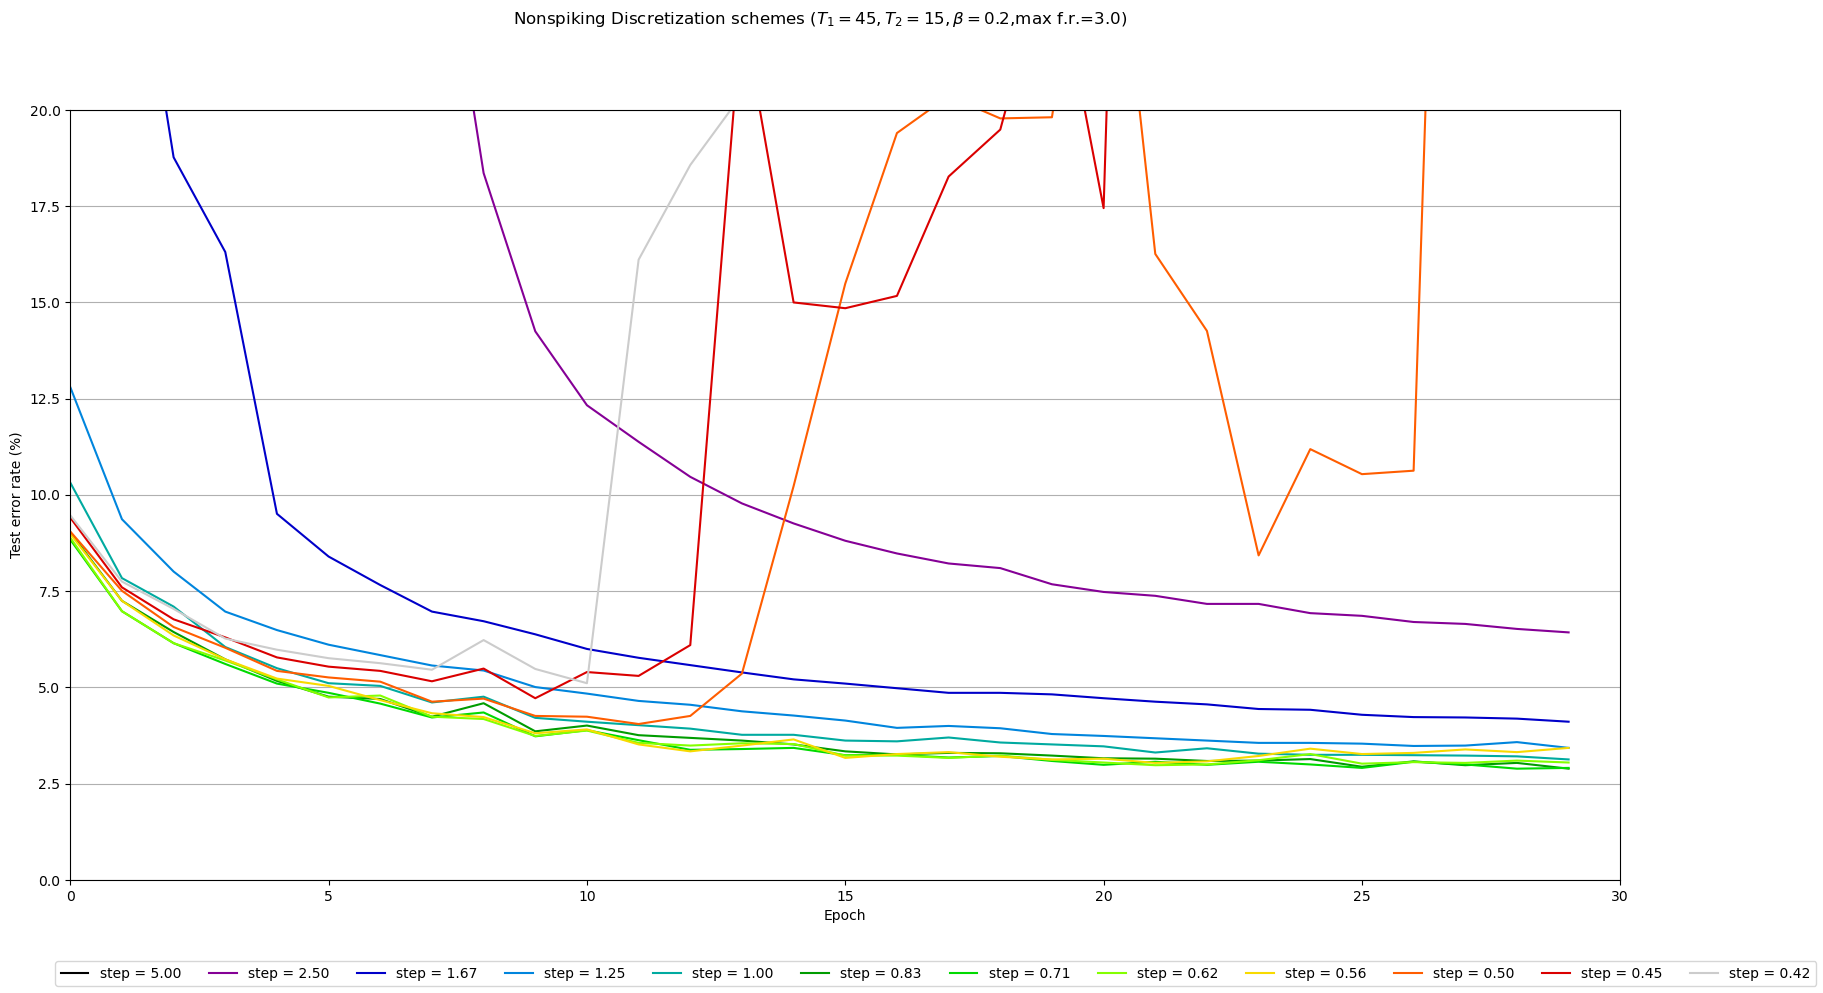 Nonspiking Discretization schemes (T₁ = 45, T₂ = 15, β = 0.2,max f.r.=3.0)
20.0
17.5
15.0
12.5
10.0
7.5
5.0
2.5
0.0
Test error rate (%)
0 5 10 15 20 25 30
Epoch
step = 5.00 step = 2.50 step = 1.67 step = 1.25 step = 1.00 step = 0.83 step = 0.71 step = 0.62 step = 0.56 step = 0.50 step = 0.45 step = 0.42